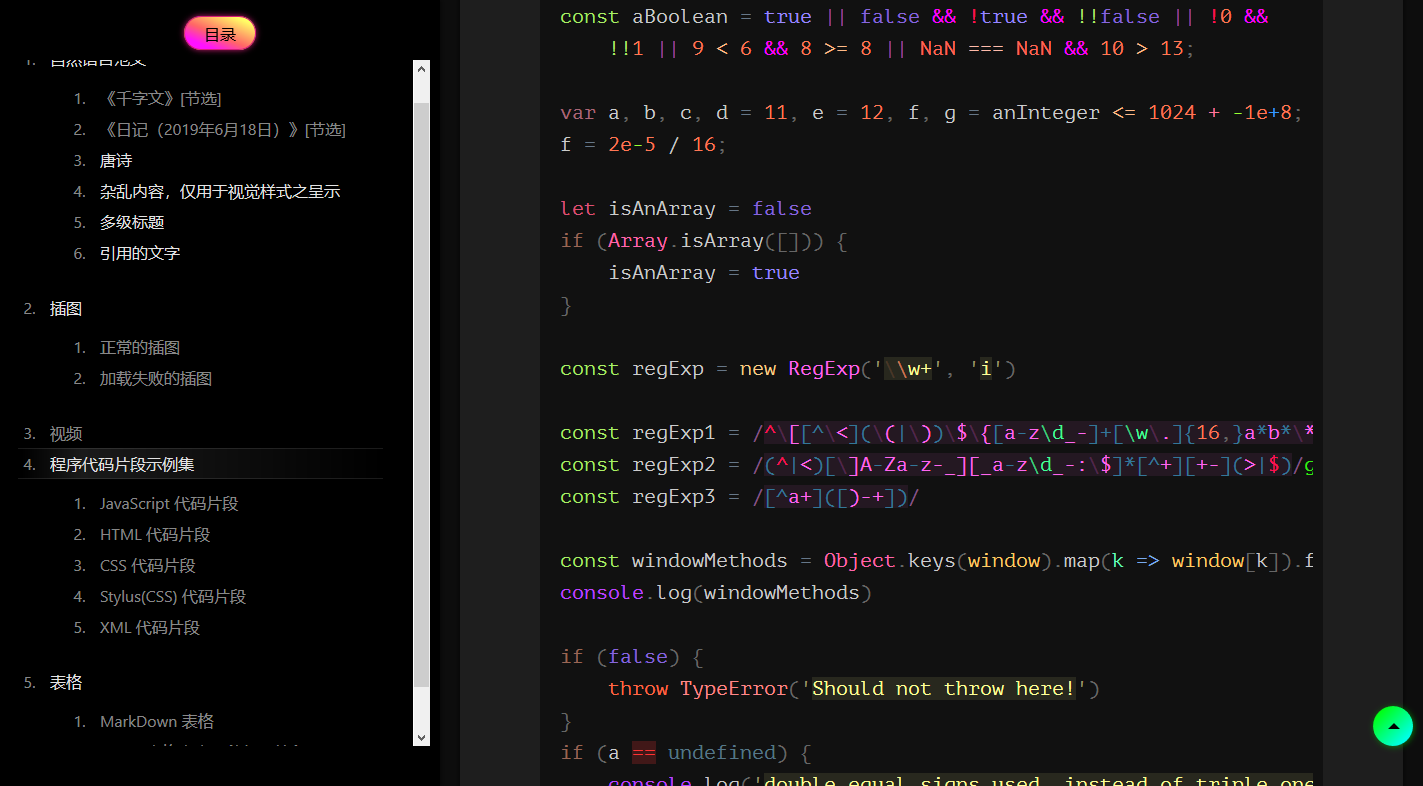 目录
1. 自然语言范文
1. 《千字文》[节选]
2. 《日记（2019年6月18日）》[节选]
3. 唐诗
4. 杂乱内容，仅用于视觉样式之呈示
5. 多级标题
6. 引用的文字
2. 插图
1. 正常的插图
2. 加载失败的插图
3. 视频
4. 程序代码片段示例集
1. JavaScript 代码片段
2. HTML 代码片段
3. CSS 代码片段
4. Stylus(CSS) 代码片段
5. XML 代码片段
5. 表格
1. MarkDown 表格
const aBoolean = true || false && !true && !!false || !0 &&
!!1 || 9 < 6 && 8 >= 8 || NaN === NaN && 10 > 13;
var a, b, c, d = 11, e = 12, f, g = anInteger <= 1024 + -1e+8;
f = 2e-5 / 16;
let isAnArray = false
if (Array.isArray([])) {
isAnArray = true
}
const regExp = new RegExp('\\w+', 'i')
const regExp1 = /^\[[^\<](\(|\))\$\{[a-z\d_-]+[\w\.]{16,}a*b*\*
const regExp2 = /(^|<)[\]A-Za-z-_][_a-z\d_-:\$]*[^+][+-](>|$)/g
const regExp3 = /[^a+]([)-+])/
const windowMethods = Object.keys(window).map(k => window[k]).f
console.log(windowMethods)
if (false) {
throw TypeError('Should not throw here!')
}
if (a == undefined) {
console.log('double equal signs used, instead of triple one